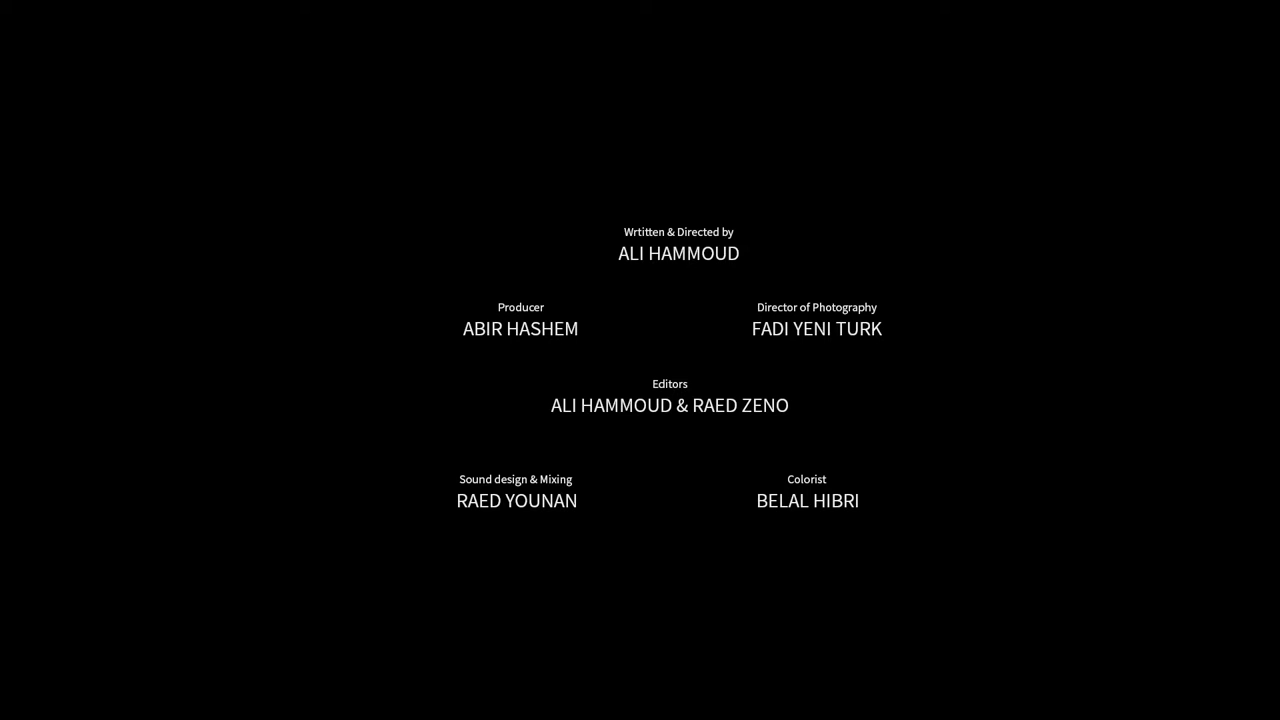 Wrtitten & Directed by
ALI HAMMOUD
Producer
ABIR HASHEM
Director of Photography
FADI YENI TURK
Editors
ALI HAMMOUD & RAED ZENO
Sound design & Mixing
RAED YOUNAN
Colorist
BELAL HIBRI